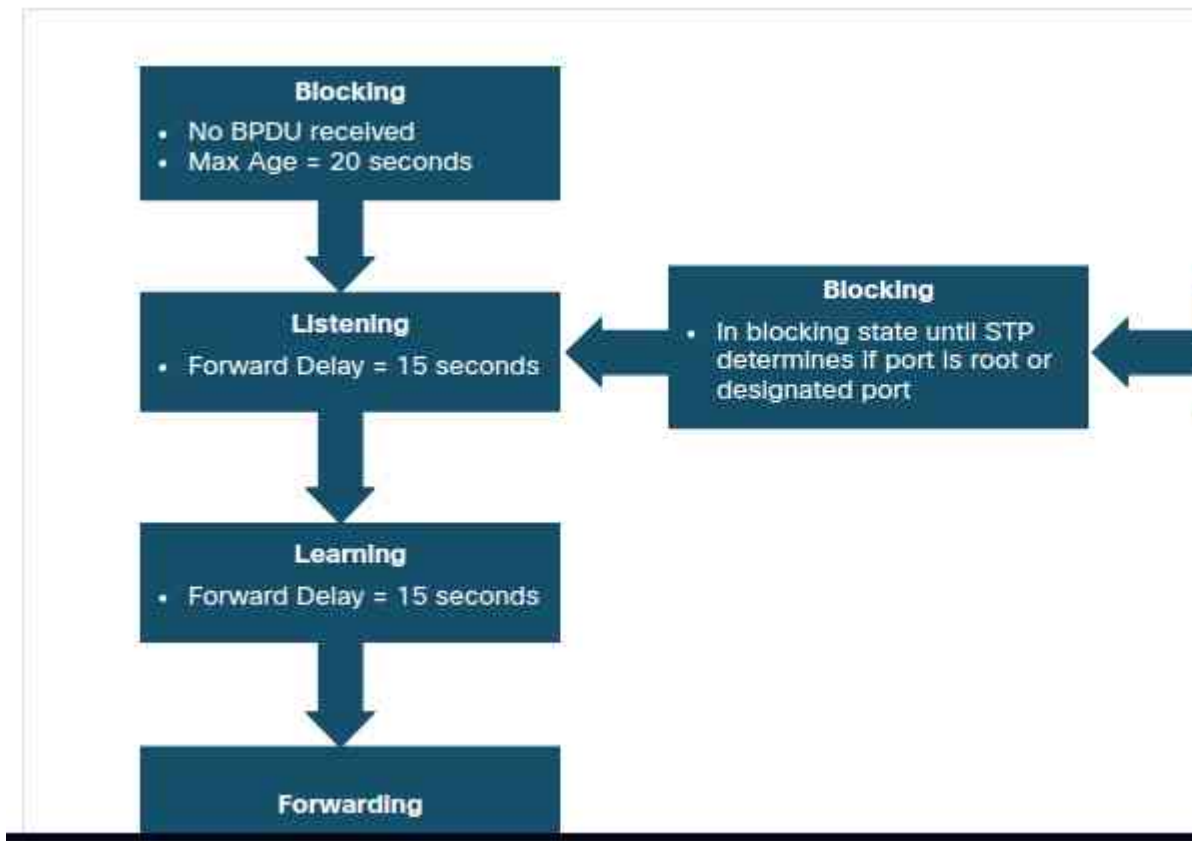 Blocking
• No BPDU received
• Max Age = 20 seconds
Listening
• Forward Delay = 15 seconds
Blocking
• In blocking state until STP
determines if port is root or
designated port
Learning
• Forward Delay = 15 seconds
Forwarding